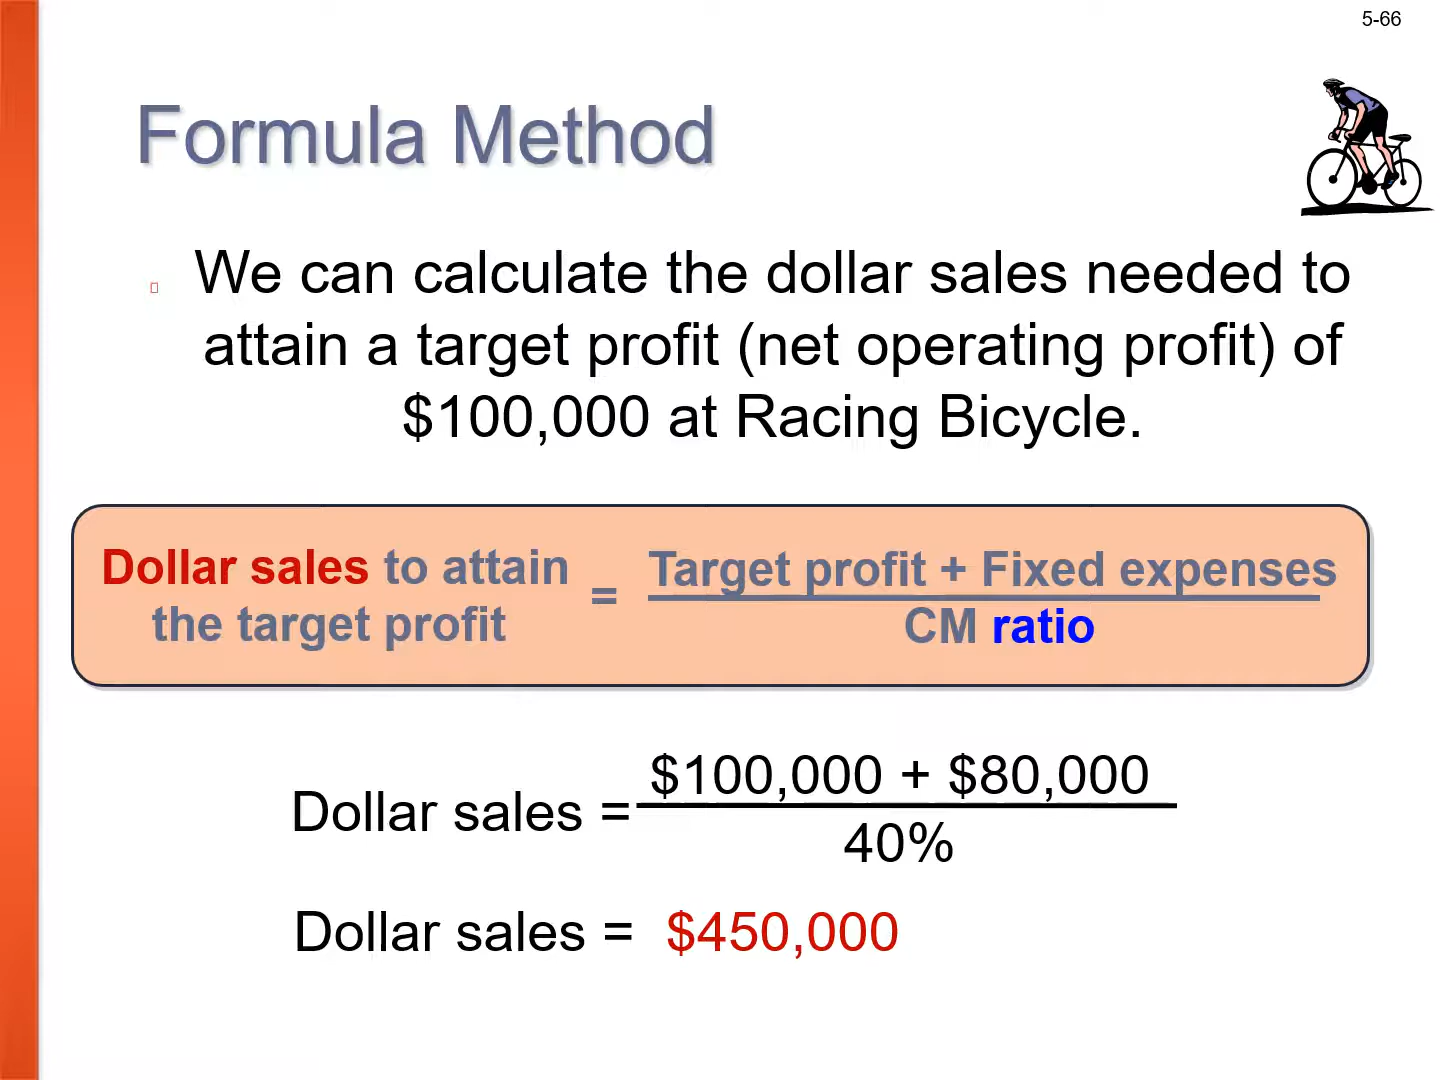 5-66
Formula Method
We can calculate the dollar sales needed to
attain a target profit (net operating profit) of
$100,000 at Racing Bicycle.
Dollar sales to attain
the target profit
=
Target profit + Fixed expenses
CM ratio
Dollar sales =
$100,000 + $80,000
40%
Dollar sales = $450,000